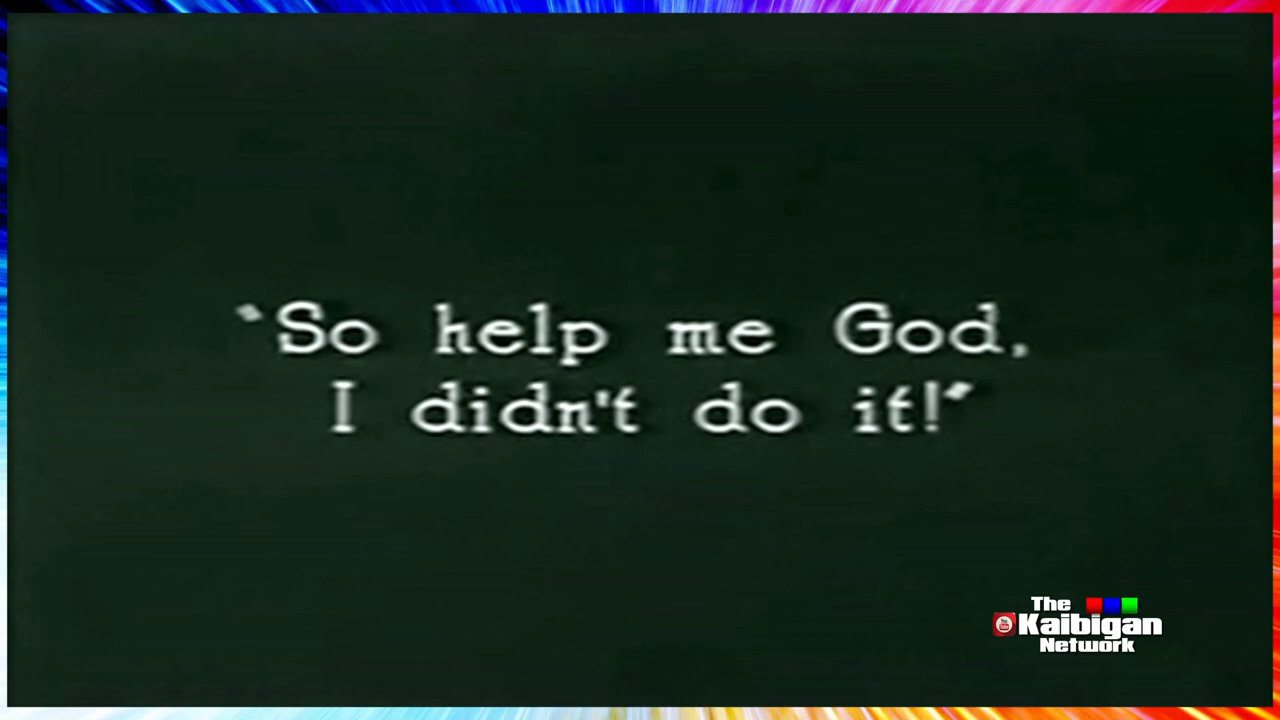 "So help me God,
I didn't do it!"
The
Kaibigan
Network